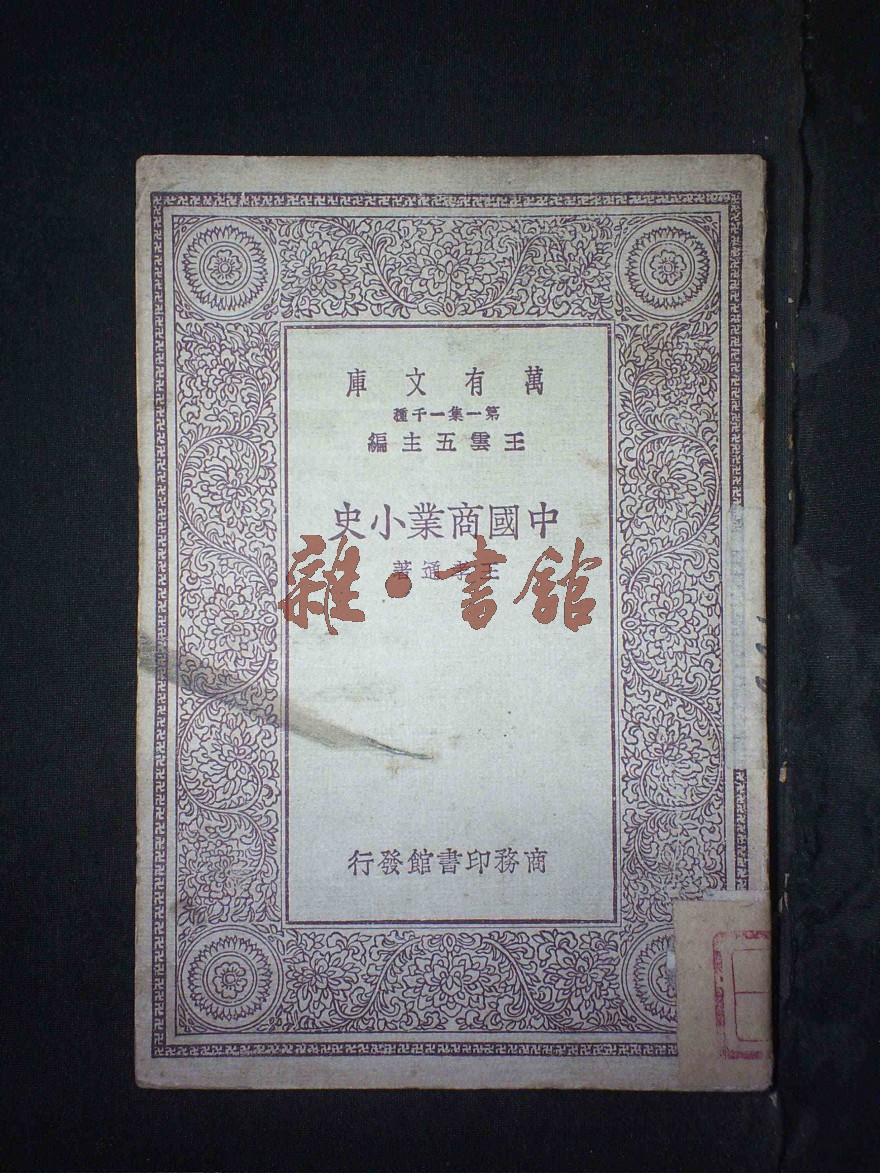 萬有文庫
第一集一千種
王雲五主編
中國商業小史
王孝通著
雜·書館
商務印書館發行